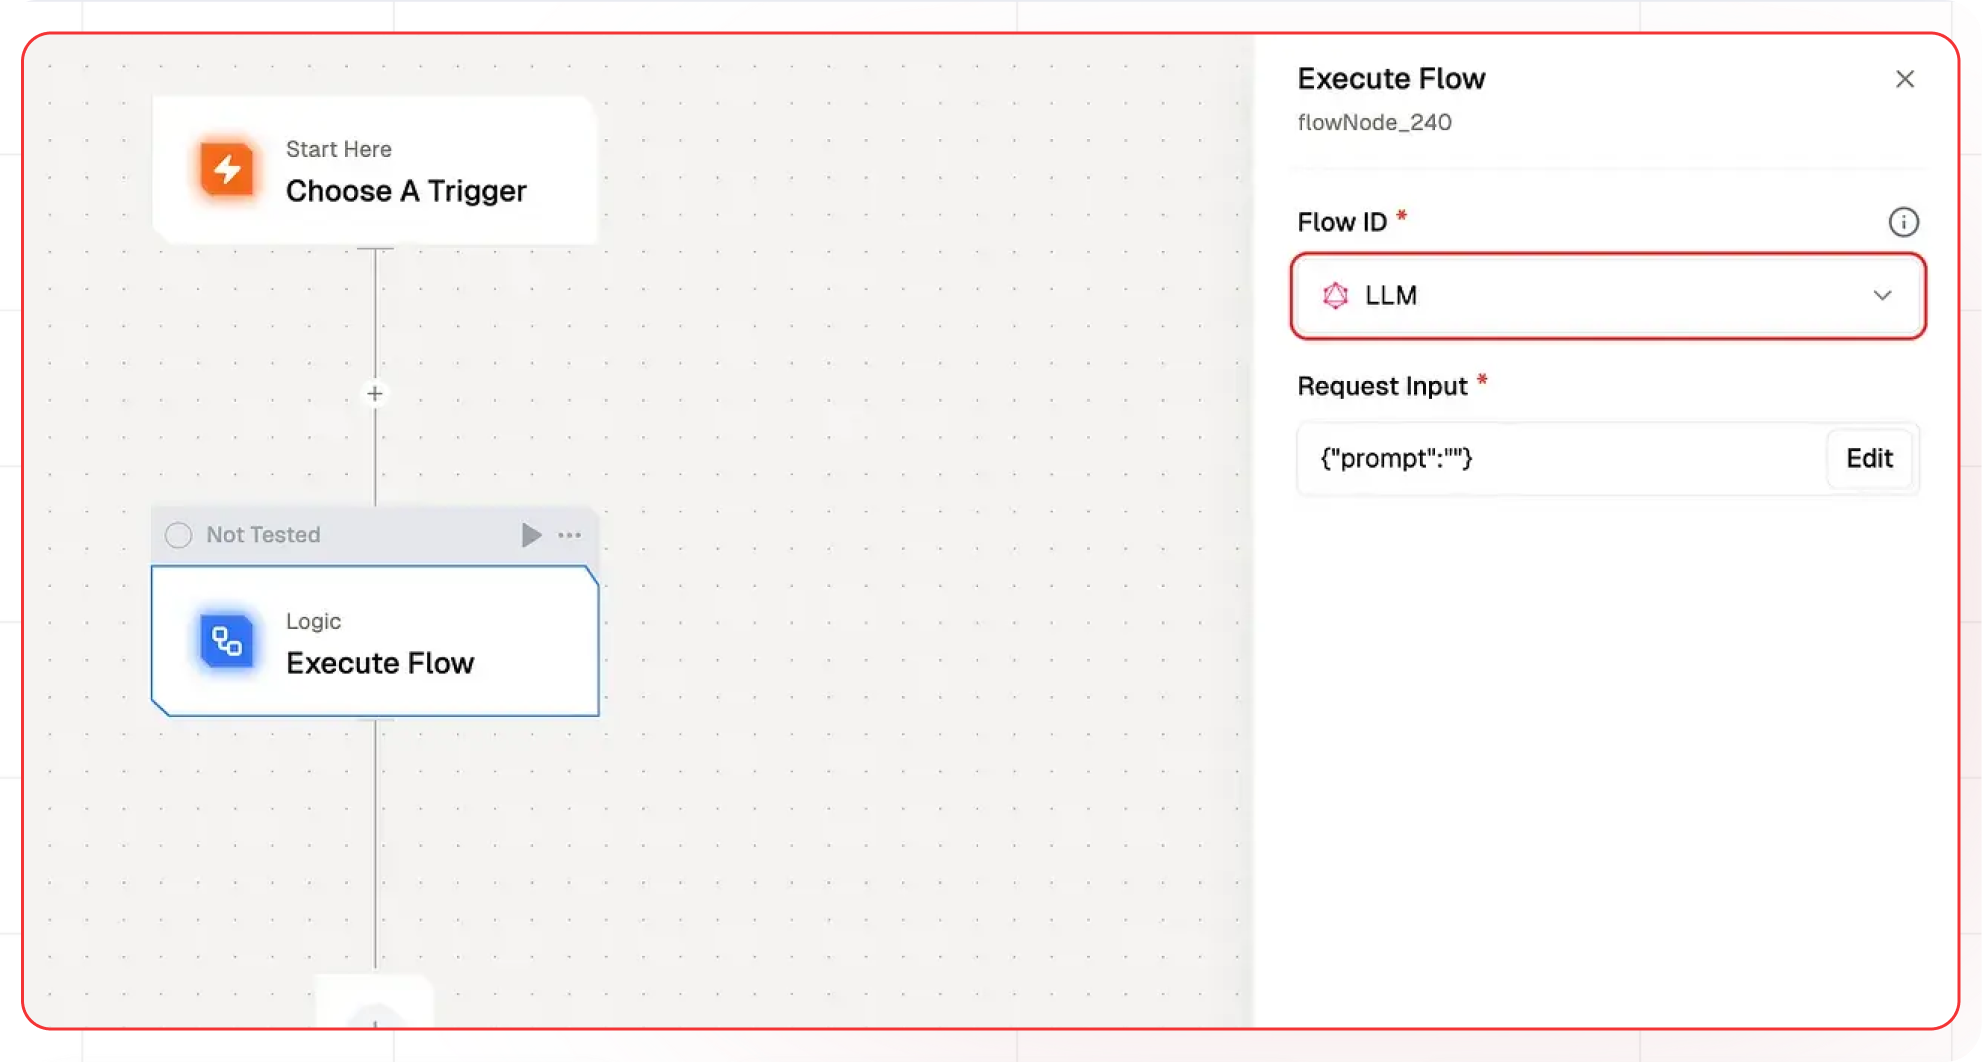 Start Here
Choose A Trigger
Not Tested
Logic
Execute Flow
Execute Flow
flowNode_240
Flow ID *
LLM
Request Input *
{"prompt":""}
Edit